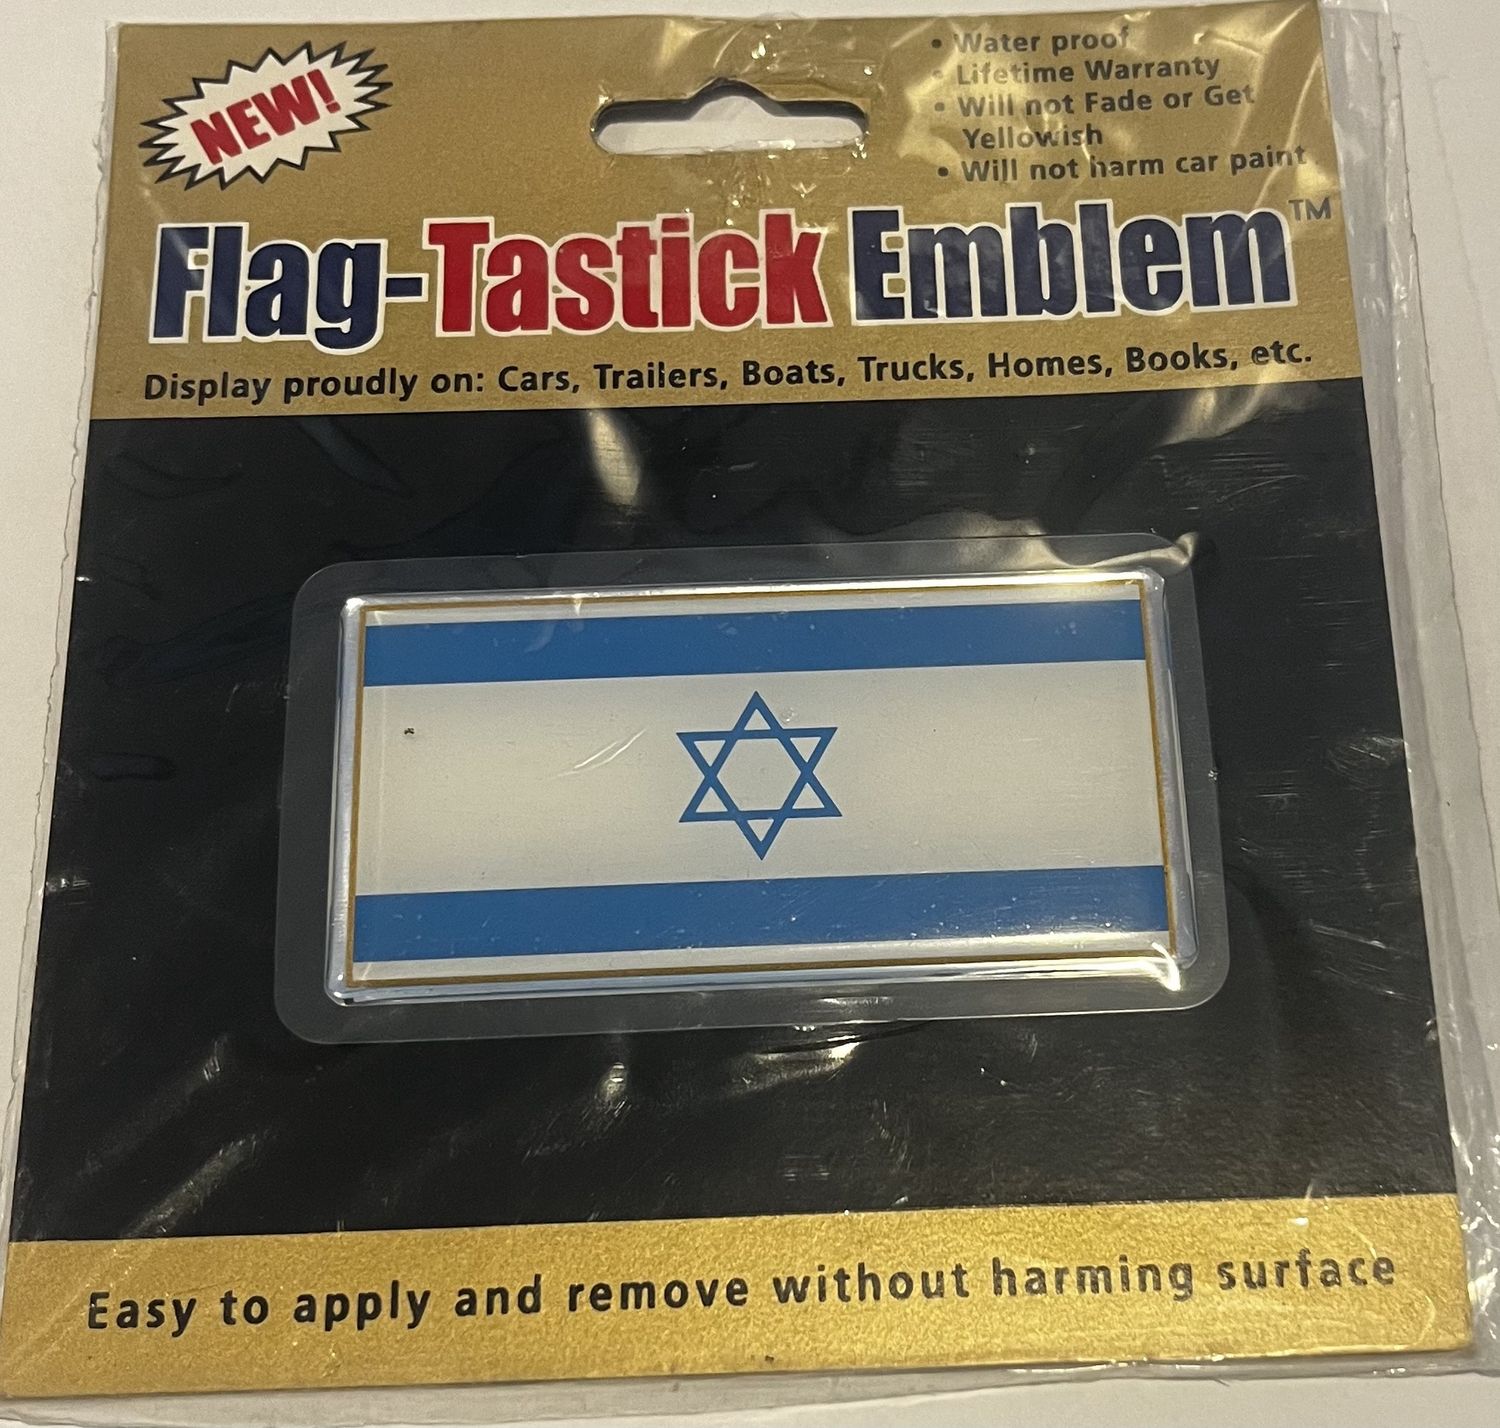 NEW!
• Water proof
• Lifetime Warranty
• Will not Fade or Get
Yellowish
• Will not harm car paint
Flag-Tastick Emblem™
Display proudly on: Cars, Trailers, Boats, Trucks, Homes, Books, etc.
Easy to apply and remove without harming surface